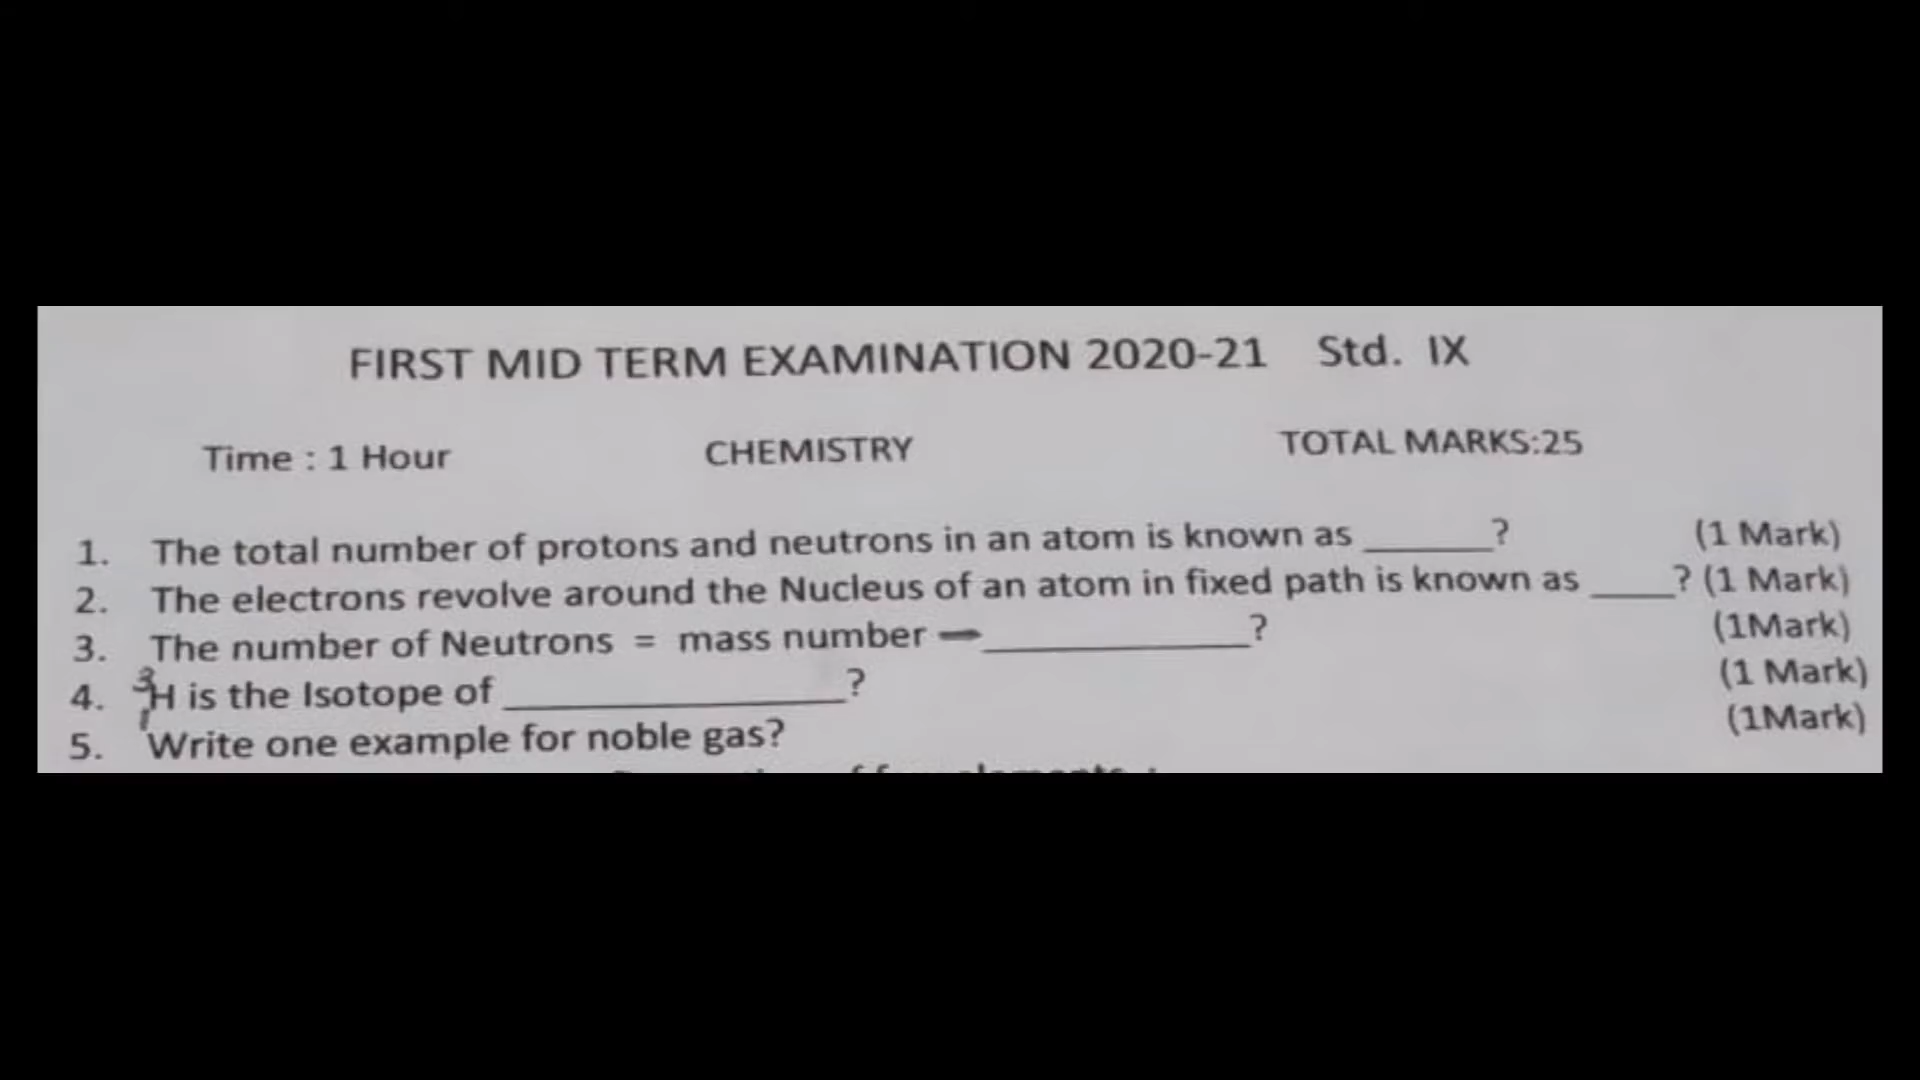 FIRST MID TERM EXAMINATION 2020-21 Std. IX
Time : 1 Hour CHEMISTRY TOTAL MARKS:25
1. The total number of protons and neutrons in an atom is known as ______? (1 Mark)
2. The electrons revolve around the Nucleus of an atom in fixed path is known as ____? (1 Mark)
3. The number of Neutrons = mass number — ____________? (1Mark)
4. ³₁H is the Isotope of ________________? (1 Mark)
5. Write one example for noble gas? (1Mark)